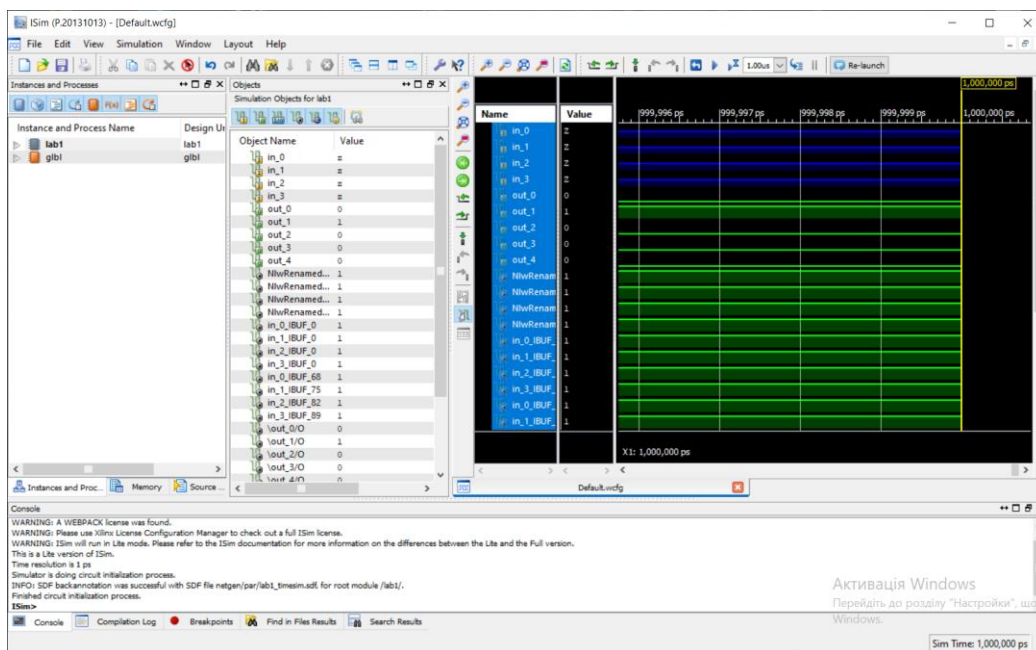 ISim (P.20131013) - [Default.wcfg]
File Edit View Simulation Window Layout Help
1.00us
Re-launch
Instances and Processes
Instance and Process Name
Design Un
lab1 lab1
glbl glbl
Instances and Proc...
Memory
Source ...
Objects
Simulation Objects for lab1
Object Name Value
in_0 z
in_1 z
in_2 z
in_3 z
out_0 0
out_1 1
out_2 0
out_3 0
out_4 0
NlwRenamed... 1
NlwRenamed... 1
NlwRenamed... 1
NlwRenamed... 1
in_0_IBUF_0 1
in_1_IBUF_0 1
in_2_IBUF_0 1
in_3_IBUF_0 1
in_0_IBUF_68 1
in_1_IBUF_75 1
in_2_IBUF_82 1
in_3_IBUF_89 1
\out_0/O 0
\out_1/O 1
\out_2/O 0
\out_3/O 0
\out_4/O 0
Name Value
in_0 z
in_1 z
in_2 z
in_3 z
out_0 0
out_1 1
out_2 0
out_3 0
out_4 0
NlwRenam 1
NlwRenam 1
NlwRenam 1
NlwRenam 1
in_0_IBUF_ 1
in_1_IBUF_ 1
in_2_IBUF_ 1
in_3_IBUF_ 1
in_0_IBUF_ 1
in_1_IBUF_ 1
1,000,000 ps
999,996 ps 999,997 ps 999,998 ps 999,999 ps 1,000,000 ps
X1: 1,000,000 ps
Default.wcfg
Console
WARNING: A WEBPACK license was found.
WARNING: Please use Xilinx License Configuration Manager to check out a full ISim license.
WARNING: ISim will run in Lite mode. Please refer to the ISim documentation for more information on the differences between the Lite and the Full version.
This is a Lite version of ISim.
Time resolution is 1 ps
Simulator is doing circuit initialization process.
INFO: SDF backannotation was successful with SDF file netgen/par/lab1_timesim.sdf, for root module /lab1/.
Finished circuit initialization process.
ISim>
Console Compilation Log Breakpoints Find in Files Results Search Results
Активація Windows
Перейдіть до розділу "Настройки", що
Windows.
Sim Time: 1,000,000 ps